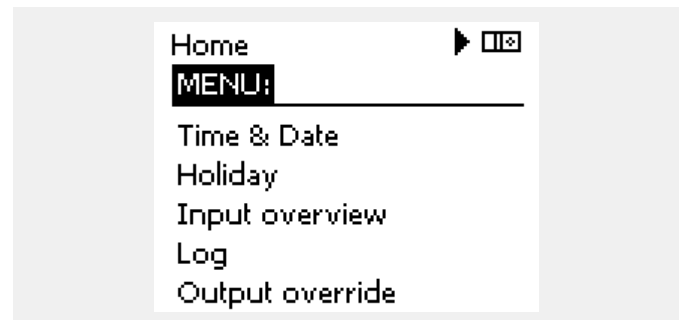 Home
MENU:
Time & Date
Holiday
Input overview
Log
Output override